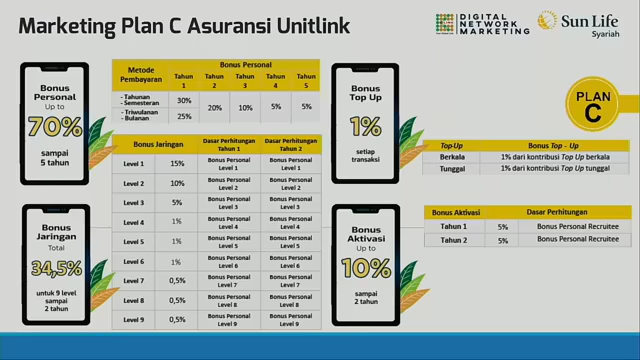 Marketing Plan C Asuransi Unitlink
DIGITAL
NETWORK
MARKETING
Sun Life
Syariah
Bonus
Personal
Up to
70%
sampai
5 tahun
Metode
Pembayaran
Bonus Personal
Tahun 1
Tahun 2
Tahun 3
Tahun 4
Tahun 5
- Tahunan
- Semesteran
30%
20%
10%
5%
5%
- Triwulanan
- Bulanan
25%
Bonus
Top Up
1%
setiap
transaksi
PLAN
C
Top-Up
Bonus Top - Up
Berkala
1% dari kontribusi Top Up berkala
Tunggal
1% dari kontribusi Top Up tunggal
Bonus
Jaringan
Total
34,5%
untuk 9 level
sampai
2 tahun
Bonus Jaringan
Dasar Perhitungan Tahun 1
Dasar Perhitungan Tahun 2
Level 1 15% Bonus Personal Level 1 Bonus Personal Level 1
Level 2 10% Bonus Personal Level 2 Bonus Personal Level 2
Level 3 5% Bonus Personal Level 3 Bonus Personal Level 3
Level 4 1% Bonus Personal Level 4 Bonus Personal Level 4
Level 5 1% Bonus Personal Level 5 Bonus Personal Level 5
Level 6 1% Bonus Personal Level 6 Bonus Personal Level 6
Level 7 0,5% Bonus Personal Level 7 Bonus Personal Level 7
Level 8 0,5% Bonus Personal Level 8 Bonus Personal Level 8
Level 9 0,5% Bonus Personal Level 9 Bonus Personal Level 9
Bonus
Aktivasi
Up to
10%
sampai
2 tahun
Bonus Aktivasi
Dasar Perhitungan
Tahun 1 5% Bonus Personal Recruitee
Tahun 2 5% Bonus Personal Recruitee